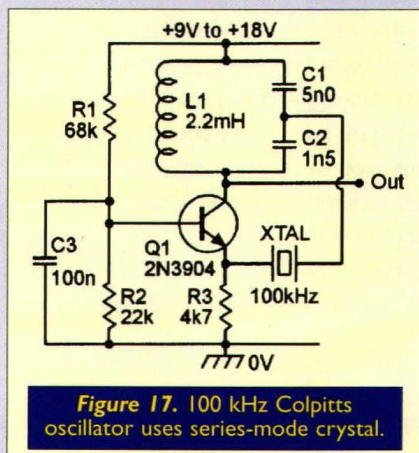 +9V to +18V
R1
68k
L1
2.2mH
C1
5n0
C2
1n5
Out
C3
100n
Q1
2N3904
XTAL
100kHz
R2
22k
R3
4k7
0V
Figure 17. 100 kHz Colpitts
oscillator uses series-mode crystal.